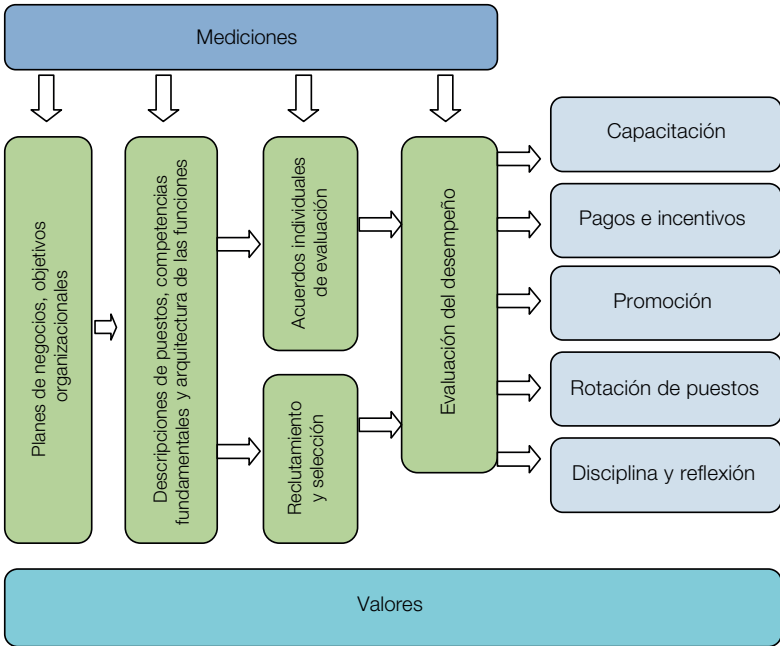 Mediciones
Planes de negocios, objetivos
organizacionales
Descripciones de puestos, competencias
fundamentales y arquitectura de las funciones
Acuerdos individuales
de evaluación
Reclutamiento
y selección
Evaluación del desempeño
Capacitación
Pagos e incentivos
Promoción
Rotación de puestos
Disciplina y reflexión
Valores